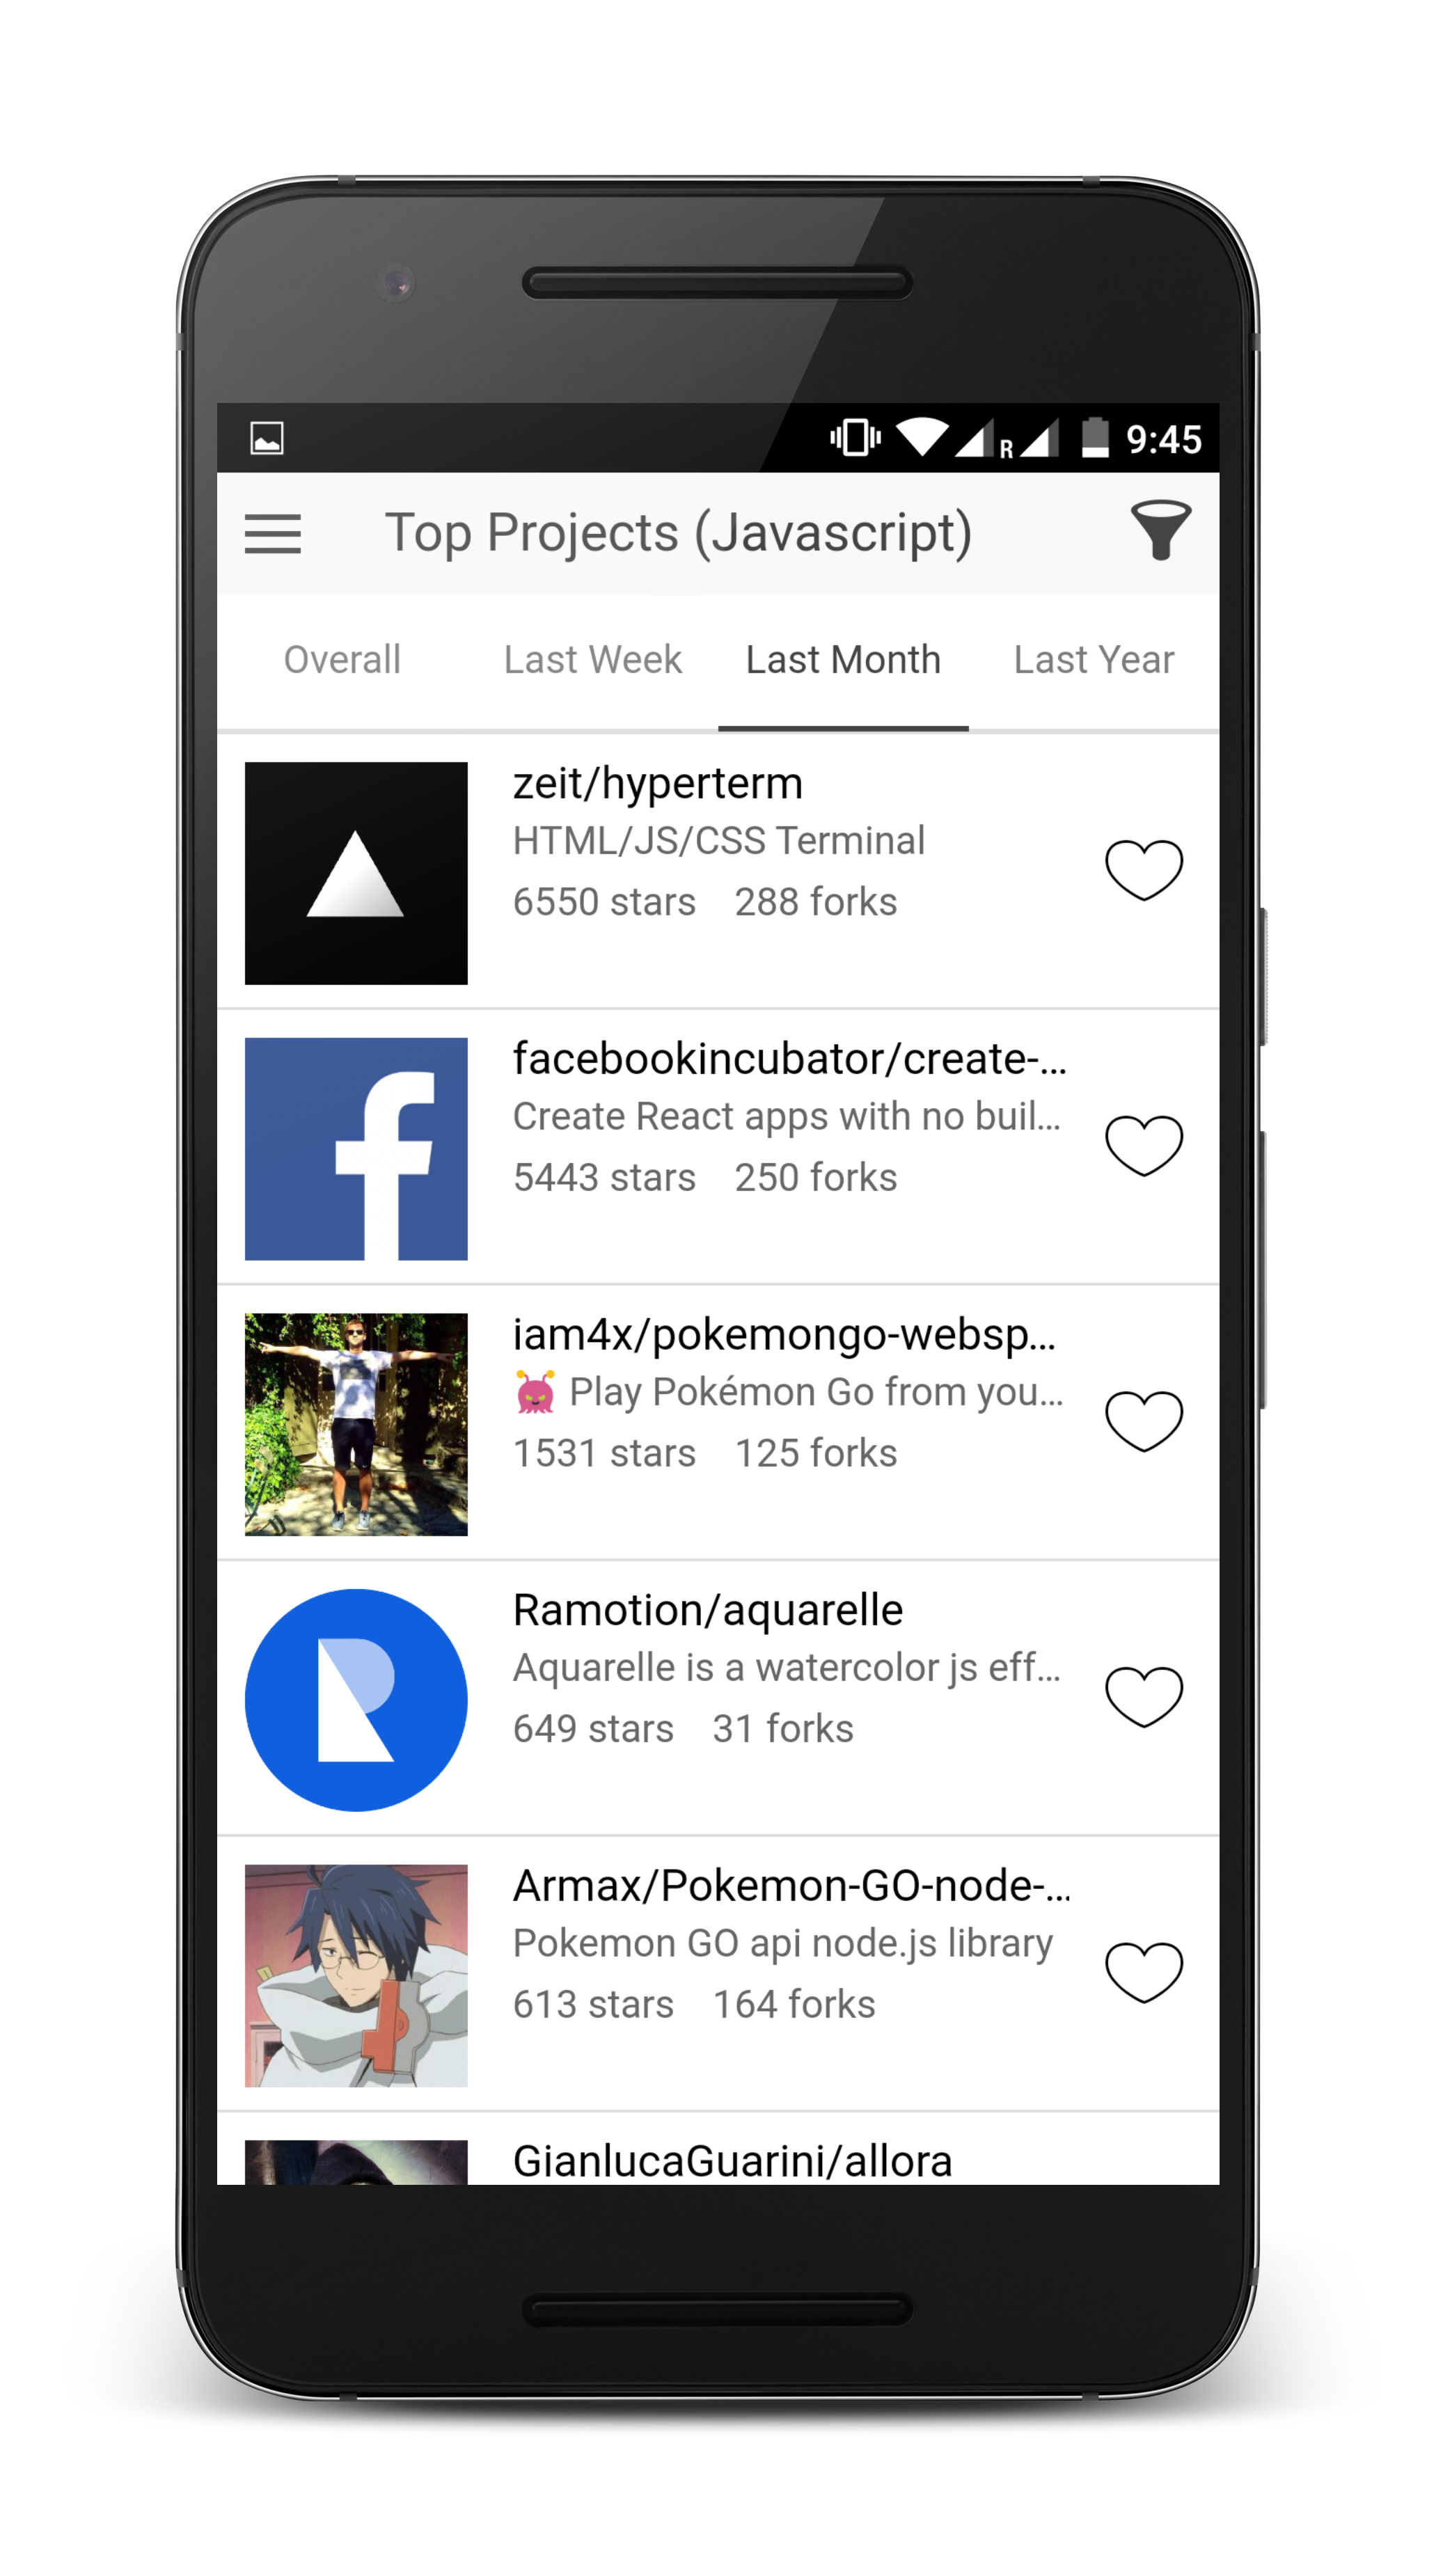 R
9:45
Top Projects (Javascript)
Overall Last Week Last Month Last Year
zeit/hyperterm
HTML/JS/CSS Terminal
6550 stars 288 forks
facebookincubator/create-...
Create React apps with no buil...
5443 stars 250 forks
iam4x/pokemongo-websp...
👾 Play Pokémon Go from you...
1531 stars 125 forks
Ramotion/aquarelle
Aquarelle is a watercolor js eff...
649 stars 31 forks
Armax/Pokemon-GO-node-...
Pokemon GO api node.js library
613 stars 164 forks
GianlucaGuarini/allora